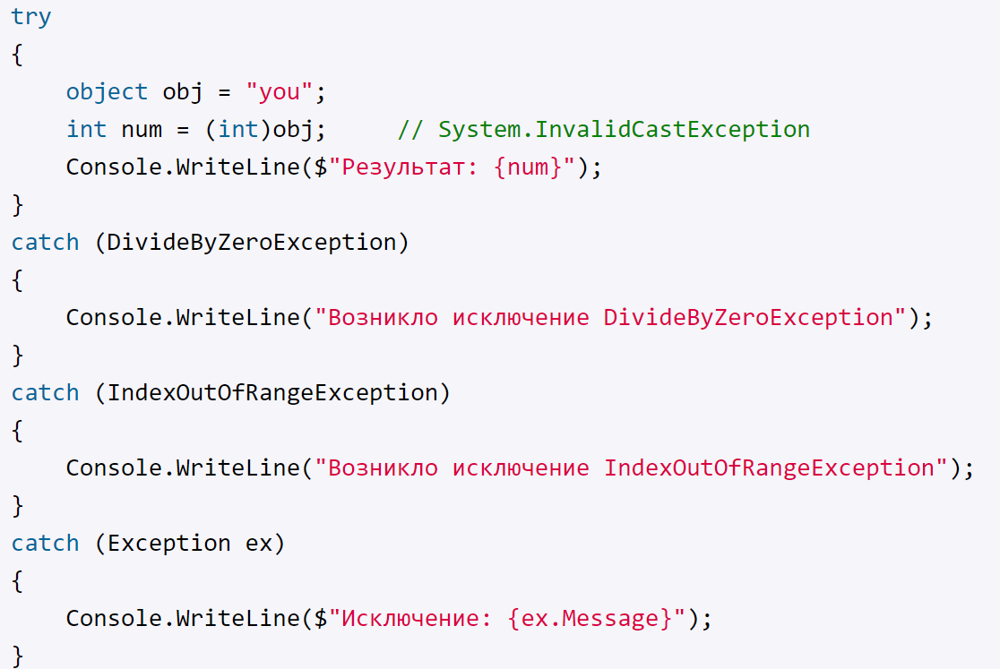 try
{
    object obj = "you";
    int num = (int)obj;     // System.InvalidCastException
    Console.WriteLine($"Результат: {num}");
}
catch (DivideByZeroException)
{
    Console.WriteLine("Возникло исключение DivideByZeroException");
}
catch (IndexOutOfRangeException)
{
    Console.WriteLine("Возникло исключение IndexOutOfRangeException");
}
catch (Exception ex)
{
    Console.WriteLine($"Исключение: {ex.Message}");
}